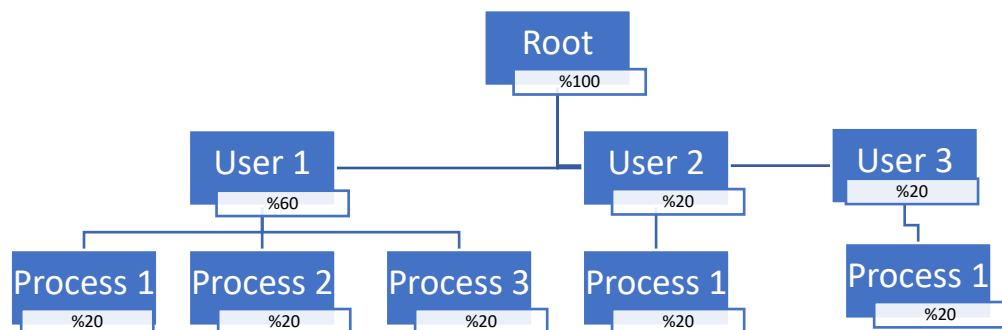 Root
%100
User 1
%60
User 2
%20
User 3
%20
Process 1
%20
Process 2
%20
Process 3
%20
Process 1
%20
Process 1
%20